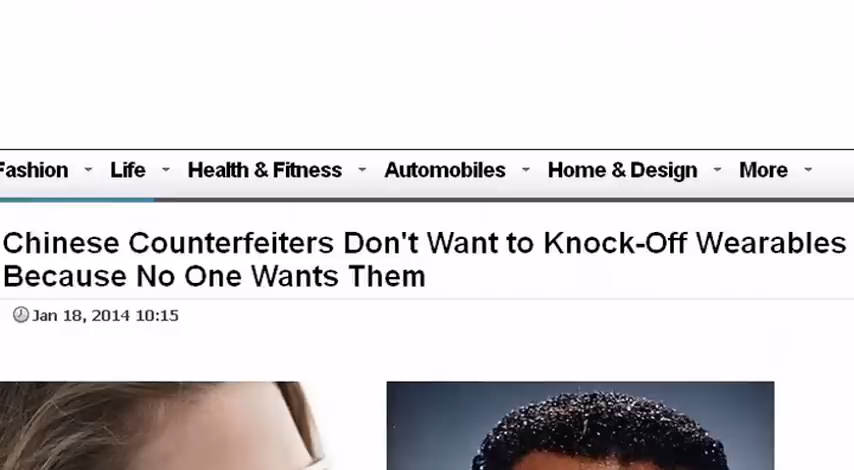 Fashion Life Health & Fitness Automobiles Home & Design More
Chinese Counterfeiters Don't Want to Knock-Off Wearables
Because No One Wants Them
Jan 18, 2014 10:15